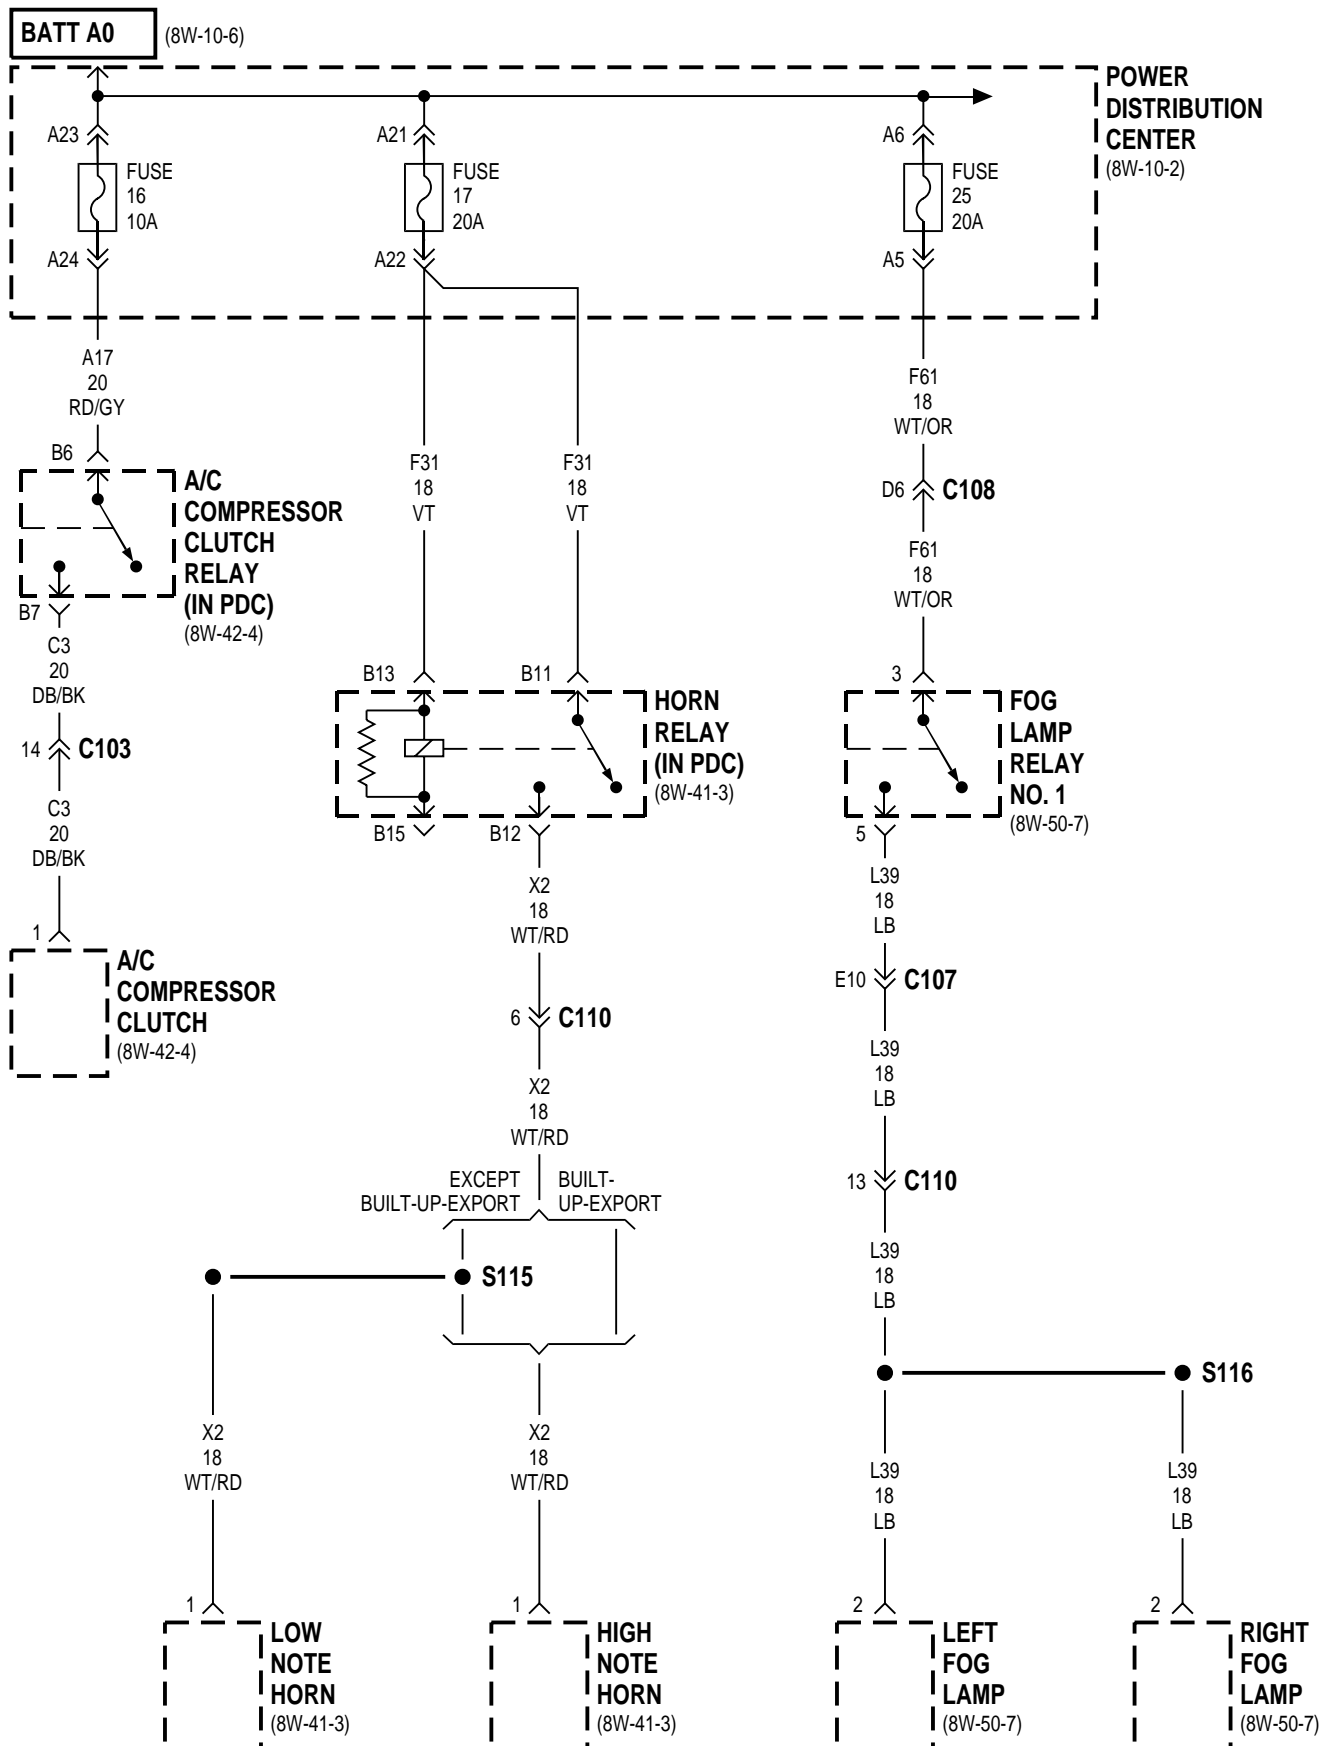 BATT A0
(8W-10-6)
POWER
DISTRIBUTION
CENTER
(8W-10-2)
A23
FUSE
16
10A
A24
A21
FUSE
17
20A
A22
A6
FUSE
25
20A
A5
A17
20
RD/GY
B6
A/C
COMPRESSOR
CLUTCH
RELAY
(IN PDC)
(8W-42-4)
B7
C3
20
DB/BK
14
C103
C3
20
DB/BK
1
A/C
COMPRESSOR
CLUTCH
(8W-42-4)
F31
18
VT
F31
18
VT
B13
B11
HORN
RELAY
(IN PDC)
(8W-41-3)
B15
B12
X2
18
WT/RD
6
C110
X2
18
WT/RD
EXCEPT
BUILT-UP-EXPORT
BUILT-
UP-EXPORT
S115
X2
18
WT/RD
X2
18
WT/RD
1
LOW
NOTE
HORN
(8W-41-3)
1
HIGH
NOTE
HORN
(8W-41-3)
F61
18
WT/OR
D6
C108
F61
18
WT/OR
3
FOG
LAMP
RELAY
NO. 1
(8W-50-7)
5
L39
18
LB
E10
C107
L39
18
LB
13
C110
L39
18
LB
S116
L39
18
LB
L39
18
LB
2
LEFT
FOG
LAMP
(8W-50-7)
2
RIGHT
FOG
LAMP
(8W-50-7)